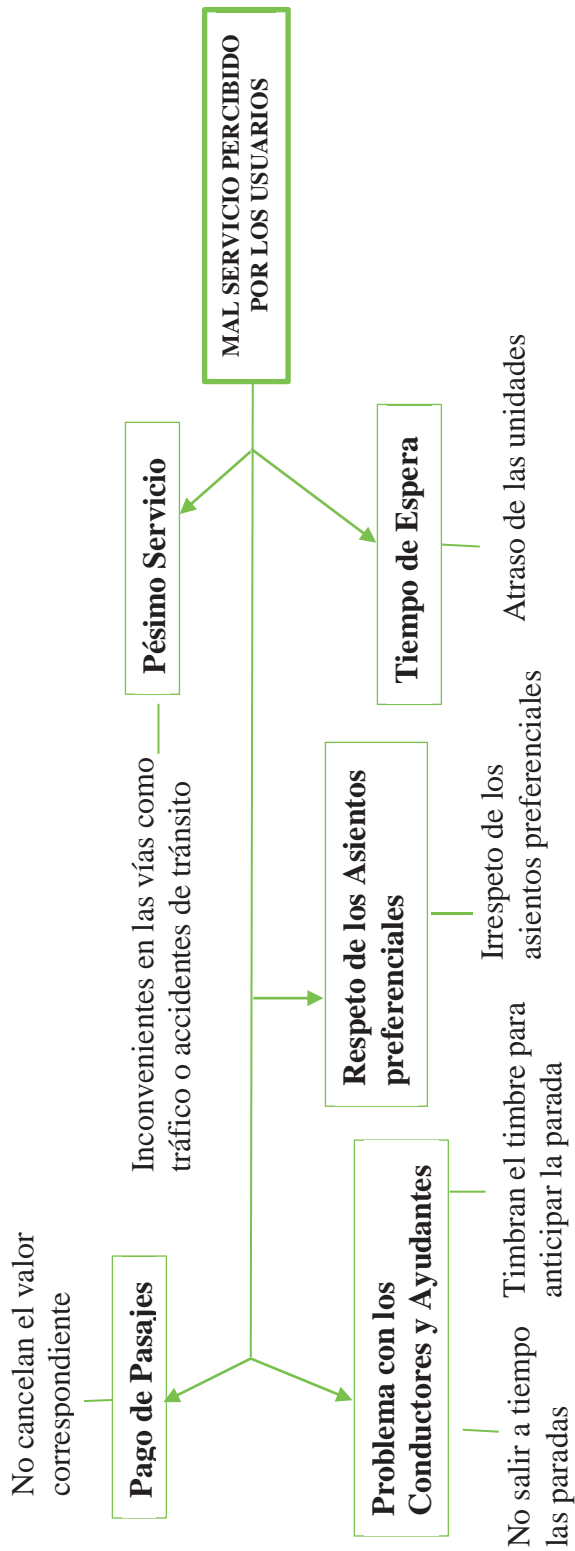 No cancelan el valor
correspondiente
Pago de Pasajes
Inconvenientes en las vías como
tráfico o accidentes de tránsito
Pésimo Servicio
MAL SERVICIO PERCIBIDO
POR LOS USUARIOS
Problema con los
Conductores y Ayudantes
No salir a tiempo
las paradas
Timbran el timbre para
anticipar la parada
Respeto de los Asientos
preferenciales
Irrespeto de los
asientos preferenciales
Tiempo de Espera
Atraso de las unidades